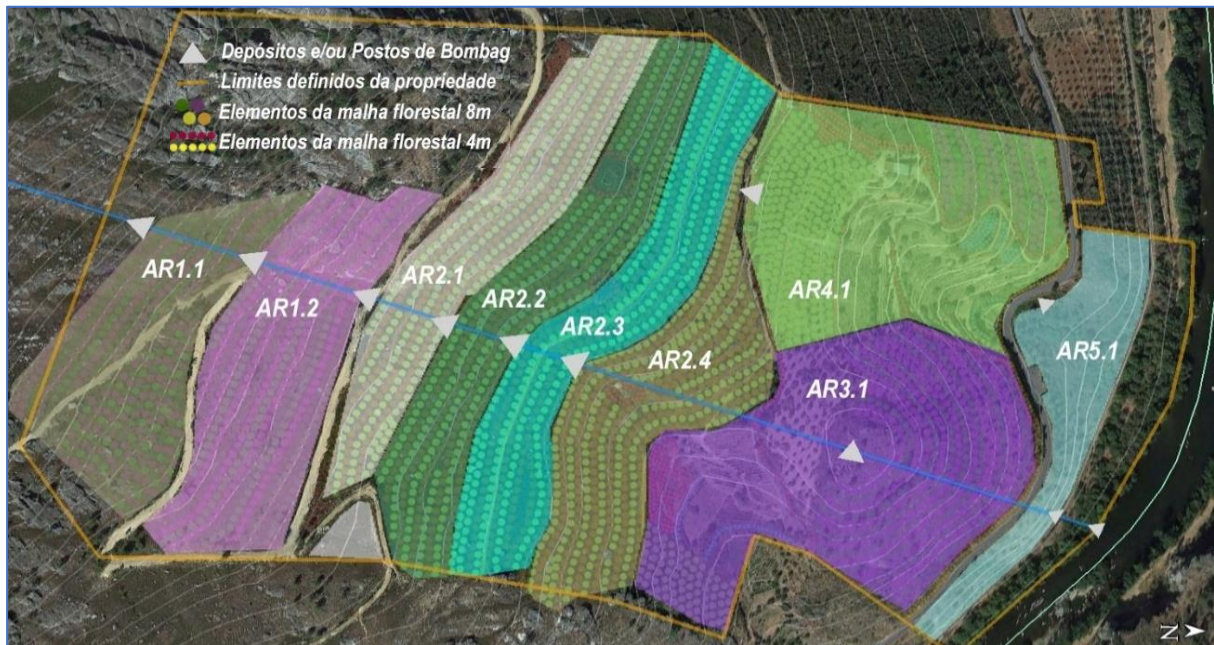 Depósitos e/ou Postos de Bombag
Limites definidos da propriedade
Elementos da malha florestal 8m
Elementos da malha florestal 4m
AR1.1
AR1.2
AR2.1
AR2.2
AR2.3
AR2.4
AR4.1
AR3.1
AR5.1
N